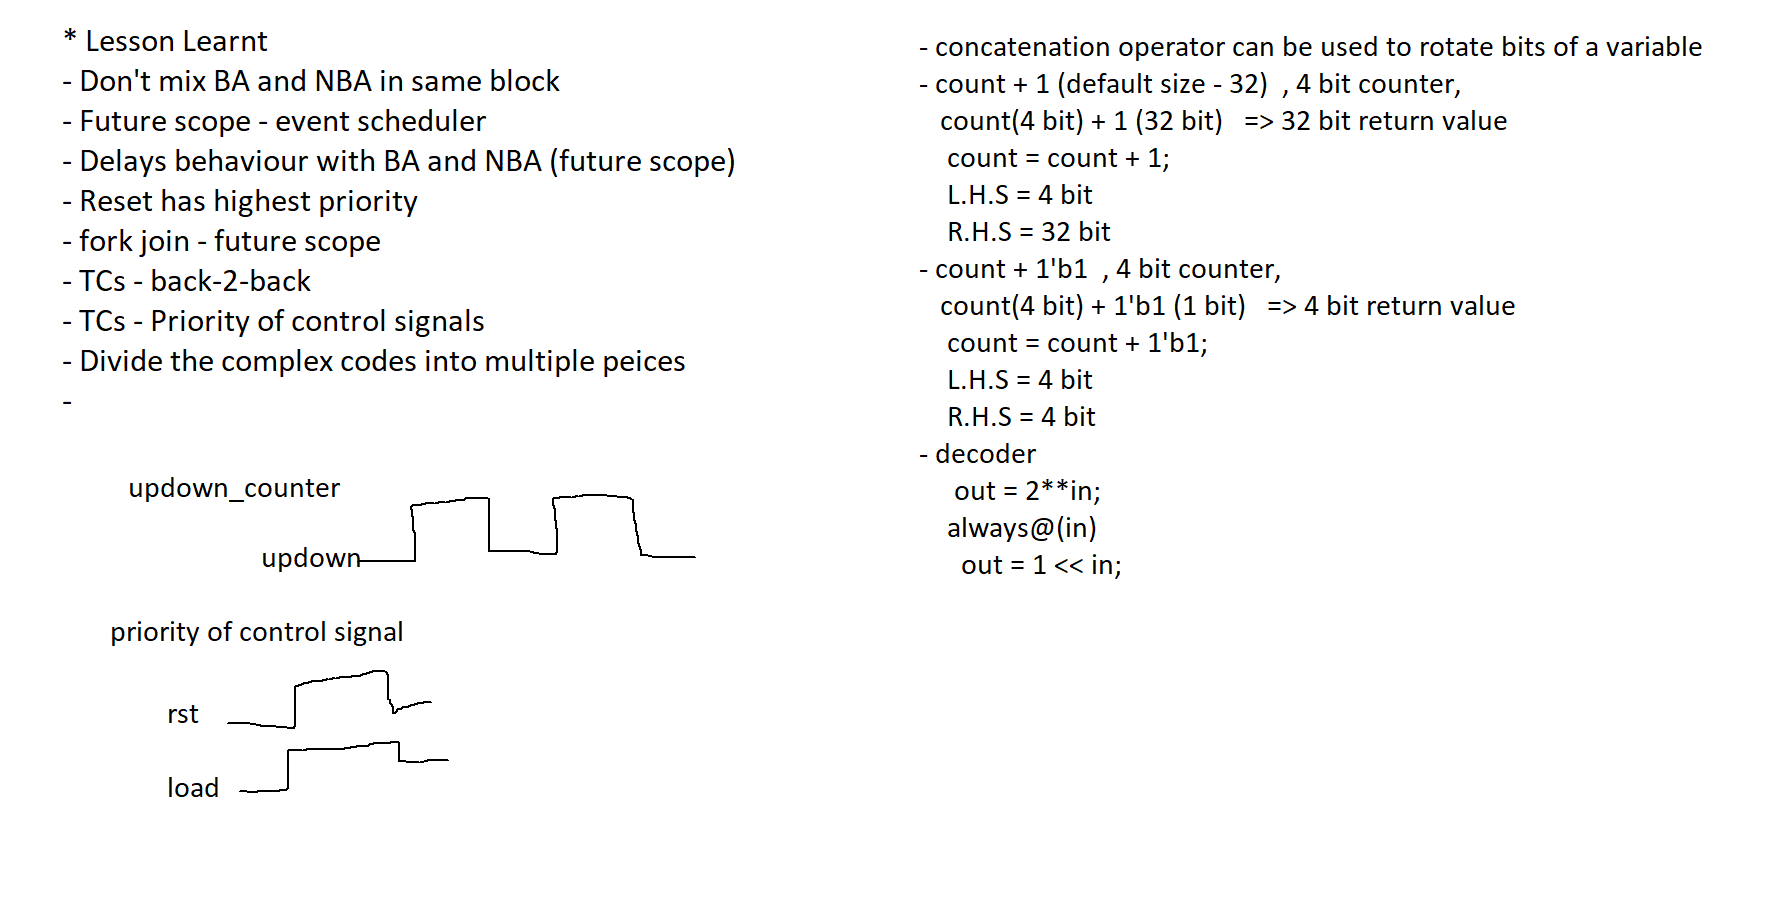 * Lesson Learnt
- Don't mix BA and NBA in same block
- Future scope - event scheduler
- Delays behaviour with BA and NBA (future scope)
- Reset has highest priority
- fork join - future scope
- TCs - back-2-back
- TCs - Priority of control signals
- Divide the complex codes into multiple peices
-
updown_counter
updown
priority of control signal
rst
load
- concatenation operator can be used to rotate bits of a variable
- count + 1 (default size - 32) , 4 bit counter,
count(4 bit) + 1 (32 bit) => 32 bit return value
count = count + 1;
L.H.S = 4 bit
R.H.S = 32 bit
- count + 1'b1 , 4 bit counter,
count(4 bit) + 1'b1 (1 bit) => 4 bit return value
count = count + 1'b1;
L.H.S = 4 bit
R.H.S = 4 bit
- decoder
out = 2**in;
always@(in)
out = 1 << in;